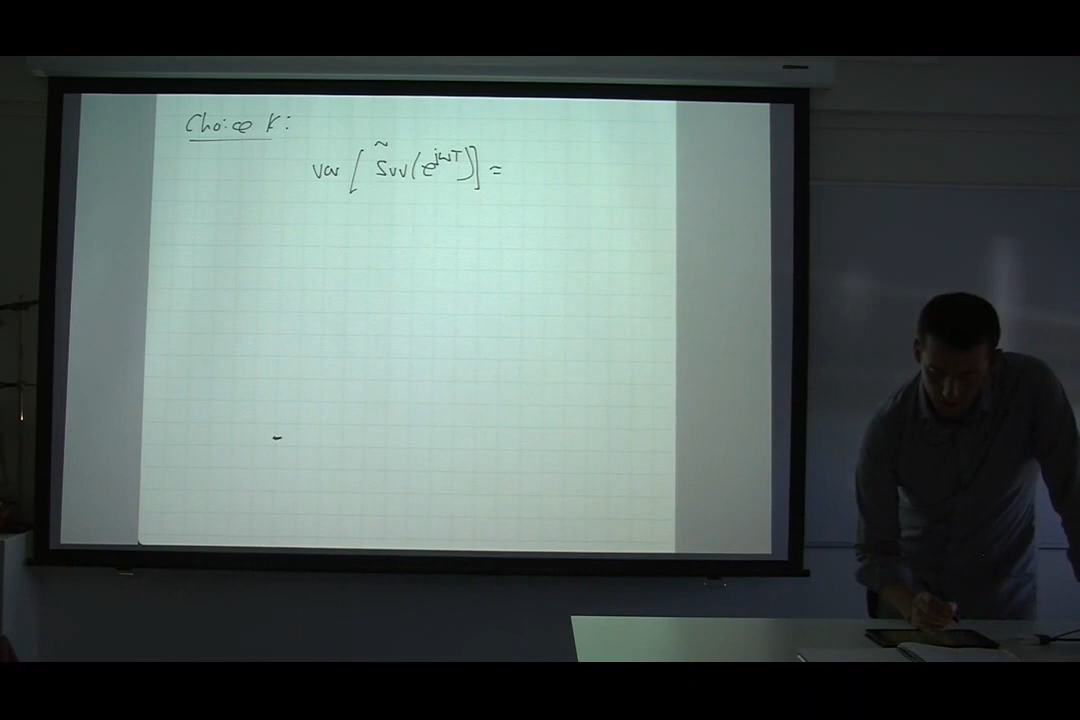 Choice K:
var [ S̃vv(e^jωT)] =